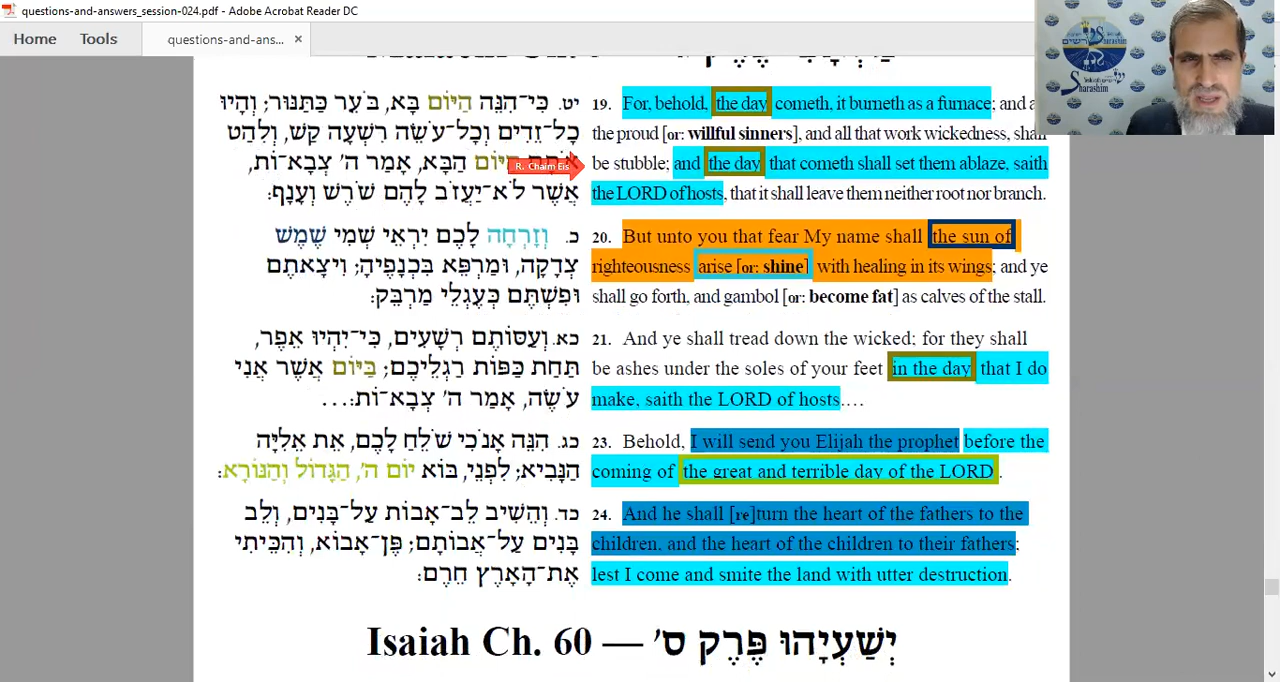 questions-and-answers_session-024.pdf - Adobe Acrobat Reader DC
Home Tools questions-and-ans... ×
19. For, behold, the day cometh, it burneth as a furnace; and a
the proud [or: willful sinners], and all that work wickedness, shall
be stubble; and the day that cometh shall set them ablaze, saith
the LORD of hosts, that it shall leave them neither root nor branch.
יט. כִּי־הִנֵּה הַיּוֹם בָּא, בֹּעֵר כַּתַּנּוּר; וְהָיוּ
כָל־זֵדִים וְכָל־עֹשֵׂה רִשְׁעָה קַשׁ, וְלִהַט
אֹתָם הַיּוֹם הַבָּא, אָמַר ה' צְבָא־וֹת,
אֲשֶׁר לֹא־יַעֲזֹב לָהֶם שֹׁרֶשׁ וְעָנָף:
R. Chaim Eis
20. But unto you that fear My name shall the sun of
righteousness arise [or: shine] with healing in its wings; and ye
shall go forth, and gambol [or: become fat] as calves of the stall.
כ. וְזָרְחָה לָכֶם יִרְאֵי שְׁמִי שֶׁמֶשׁ
צְדָקָה, וּמַרְפֵּא בִּכְנָפֶיהָ; וִיצָאתֶם
וּפִשְׁתֶּם כְּעֶגְלֵי מַרְבֵּק:
21. And ye shall tread down the wicked; for they shall
be ashes under the soles of your feet in the day that I do
make, saith the LORD of hosts....
כא. וְעַסּוֹתֶם רְשָׁעִים, כִּי־יִהְיוּ אֵפֶר,
תַּחַת כַּפּוֹת רַגְלֵיכֶם; בַּיּוֹם אֲשֶׁר אֲנִי
עֹשֶׂה, אָמַר ה' צְבָא־וֹת:...
23. Behold, I will send you Elijah the prophet before the
coming of the great and terrible day of the LORD.
כג. הִנֵּה אָנֹכִי שֹׁלֵחַ לָכֶם, אֵת אֵלִיָּה
הַנָּבִיא; לִפְנֵי, בּוֹא יוֹם ה', הַגָּדוֹל וְהַנּוֹרָא:
24. And he shall [re]turn the heart of the fathers to the
children, and the heart of the children to their fathers;
lest I come and smite the land with utter destruction.
כד. וְהֵשִׁיב לֵב־אָבוֹת עַל־בָּנִים, וְלֵב
בָּנִים עַל־אֲבוֹתָם; פֶּן־אָבוֹא, וְהִכֵּיתִי
אֶת־הָאָרֶץ חֵרֶם:
Isaiah Ch. 60 — יְשַׁעְיָהוּ פֶּרֶק ס'
Sharashim